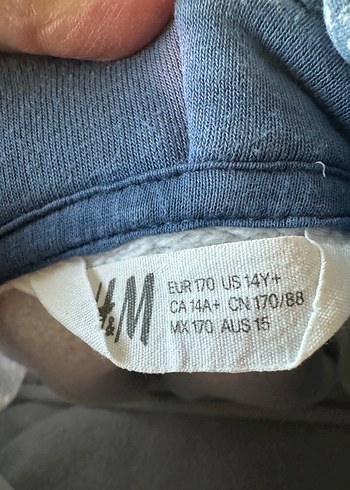 H&M
EUR 170 US 14Y+
CA 14A+ CN 170/88
MX 170 AUS 15